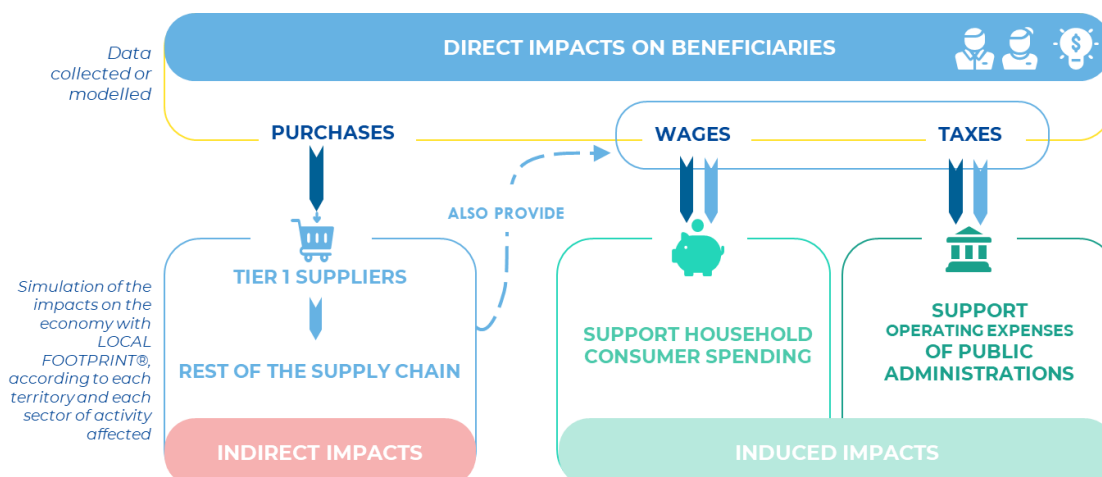 DIRECT IMPACTS ON BENEFICIARIES
$
Data
collected or
modelled
PURCHASES
WAGES
TAXES
ALSO PROVIDE
TIER 1 SUPPLIERS
REST OF THE SUPPLY CHAIN
Simulation of the
impacts on the
economy with
LOCAL
FOOTPRINT®,
according to each
territory and each
sector of activity
affected
SUPPORT HOUSEHOLD
CONSUMER SPENDING
SUPPORT
OPERATING EXPENSES
OF PUBLIC
ADMINISTRATIONS
INDIRECT IMPACTS
INDUCED IMPACTS